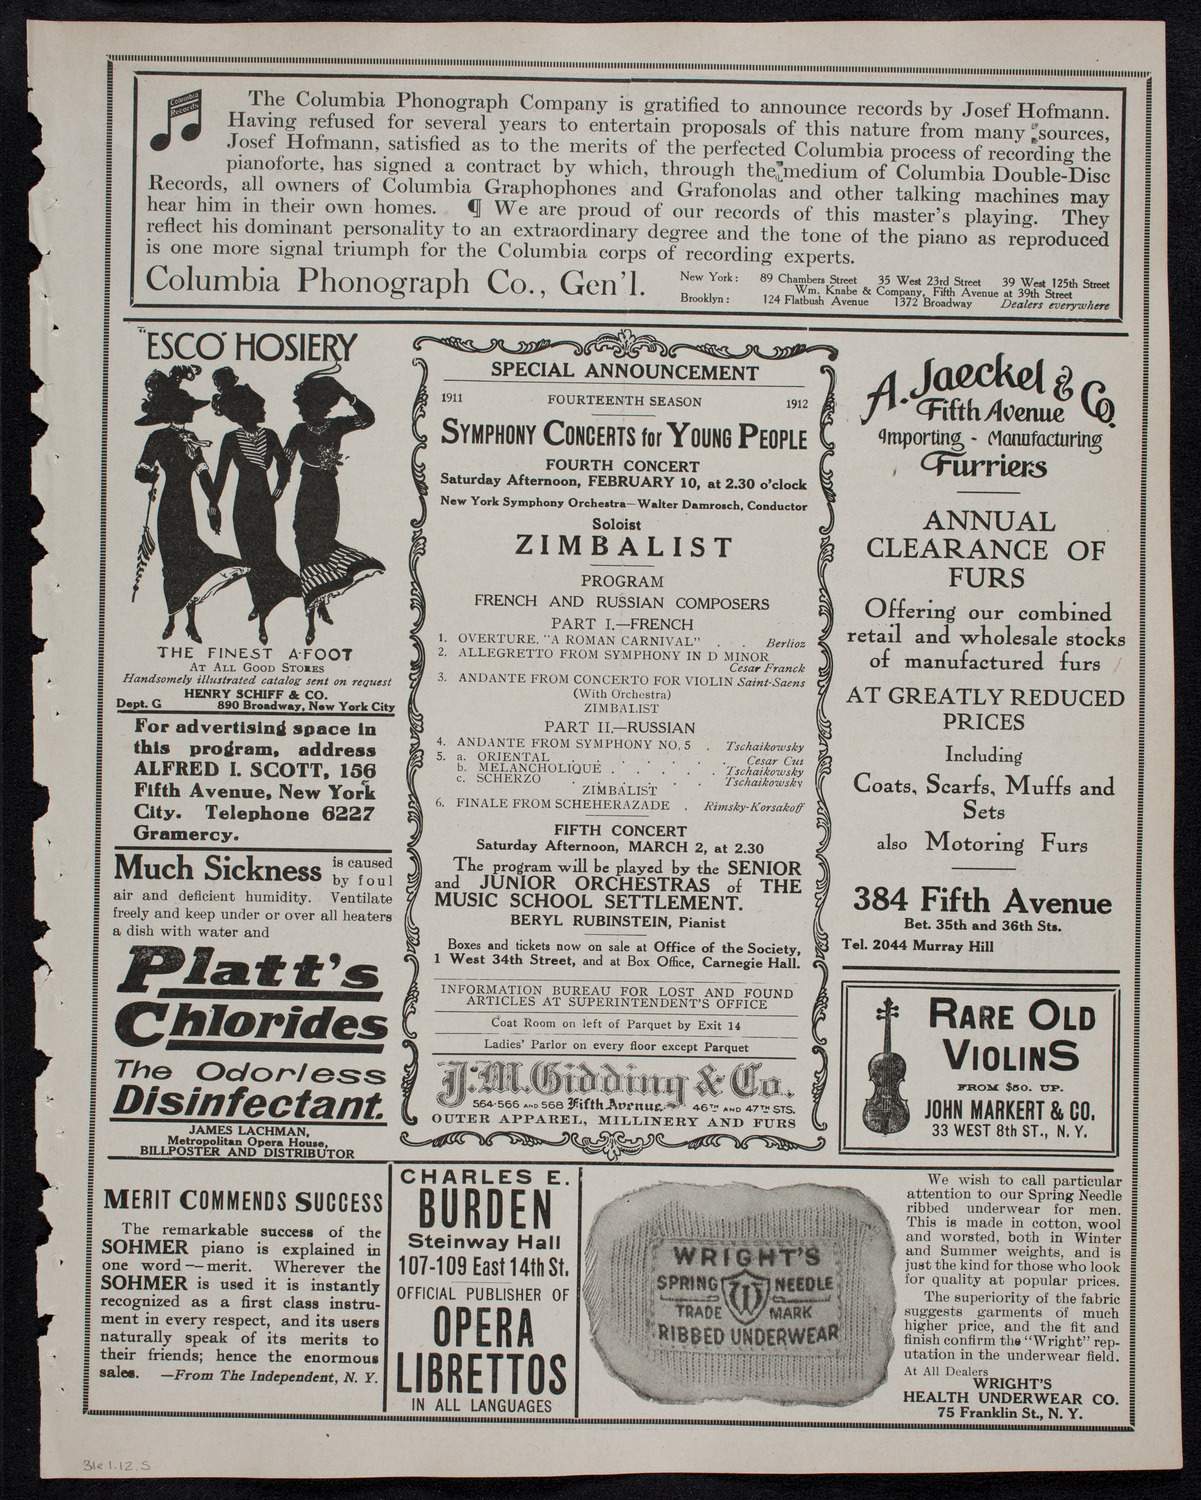 Columbia
Records
The Columbia Phonograph Company is gratified to announce records by Josef Hofmann.
Having refused for several years to entertain proposals of this nature from many sources,
Josef Hofmann, satisfied as to the merits of the perfected Columbia process of recording the
pianoforte, has signed a contract by which, through the medium of Columbia Double-Disc
Records, all owners of Columbia Graphophones and Grafonolas and other talking machines may
hear him in their own homes. ¶ We are proud of our records of this master's playing. They
reflect his dominant personality to an extraordinary degree and the tone of the piano as reproduced
is one more signal triumph for the Columbia corps of recording experts.
Columbia Phonograph Co., Gen'l.
New York: 89 Chambers Street 35 West 23rd Street 39 West 125th Street
Wm. Knabe & Company, Fifth Avenue at 39th Street
Brooklyn: 124 Flatbush Avenue 1372 Broadway Dealers everywhere
"ESCO" HOSIERY
THE FINEST A-FOOT
AT ALL GOOD STORES
Handsomely illustrated catalog sent on request
HENRY SCHIFF & CO.
Dept. G 890 Broadway, New York City
For advertising space in
this program, address
ALFRED I. SCOTT, 156
Fifth Avenue, New York
City. Telephone 6227
Gramercy.
Much Sickness is caused
by foul
air and deficient humidity. Ventilate
freely and keep under or over all heaters
a dish with water and
Platt's
Chlorides
The Odorless
Disinfectant.
JAMES LACHMAN,
Metropolitan Opera House,
BILLPOSTER AND DISTRIBUTOR
SPECIAL ANNOUNCEMENT
1911 FOURTEENTH SEASON 1912
SYMPHONY CONCERTS for YOUNG PEOPLE
FOURTH CONCERT
Saturday Afternoon, FEBRUARY 10, at 2.30 o'clock
New York Symphony Orchestra—Walter Damrosch, Conductor
Soloist
ZIMBALIST
PROGRAM
FRENCH AND RUSSIAN COMPOSERS
PART I.—FRENCH
1. OVERTURE, "A ROMAN CARNIVAL" . . Berlioz
2. ALLEGRETTO FROM SYMPHONY IN D MINOR
Cesar Franck
3. ANDANTE FROM CONCERTO FOR VIOLIN Saint-Saens
(With Orchestra)
ZIMBALIST
PART II.—RUSSIAN
4. ANDANTE FROM SYMPHONY NO. 5 . Tschaikowsky
5. a. ORIENTAL . . . . . . Cesar Cui
b. MELANCHOLIQUE . . . . . Tschaikowsky
c. SCHERZO . . . . . . Tschaikowsky
ZIMBALIST
6. FINALE FROM SCHEHERAZADE . Rimsky-Korsakoff
FIFTH CONCERT
Saturday Afternoon, MARCH 2, at 2.30
The program will be played by the SENIOR
and JUNIOR ORCHESTRAS of THE
MUSIC SCHOOL SETTLEMENT.
BERYL RUBINSTEIN, Pianist
Boxes and tickets now on sale at Office of the Society,
1 West 34th Street, and at Box Office, Carnegie Hall.
INFORMATION BUREAU FOR LOST AND FOUND
ARTICLES AT SUPERINTENDENT'S OFFICE
Coat Room on left of Parquet by Exit 14
Ladies' Parlor on every floor except Parquet
J. M. Gidding & Co.
564-566 AND 568 Fifth Avenue 46TH AND 47TH STS.
OUTER APPAREL, MILLINERY AND FURS
A. Jaeckel & Co.
Fifth Avenue
Importing - Manufacturing
Furriers
ANNUAL
CLEARANCE OF
FURS
Offering our combined
retail and wholesale stocks
of manufactured furs
AT GREATLY REDUCED
PRICES
Including
Coats, Scarfs, Muffs and
Sets
also Motoring Furs
384 Fifth Avenue
Bet. 35th and 36th Sts.
Tel. 2044 Murray Hill
RARE OLD
VIOLINS
FROM $50. UP.
JOHN MARKERT & CO.
33 WEST 8th ST., N. Y.
MERIT COMMENDS SUCCESS
The remarkable success of the
SOHMER piano is explained in
one word—merit. Wherever the
SOHMER is used it is instantly
recognized as a first class instru-
ment in every respect, and its users
naturally speak of its merits to
their friends; hence the enormous
sales. —From The Independent, N. Y.
CHARLES E.
BURDEN
Steinway Hall
107-109 East 14th St.
OFFICIAL PUBLISHER OF
OPERA
LIBRETTOS
IN ALL LANGUAGES
WRIGHT'S
SPRING W NEEDLE
TRADE MARK
RIBBED UNDERWEAR
We wish to call particular
attention to our Spring Needle
ribbed underwear for men.
This is made in cotton, wool
and worsted, both in Winter
and Summer weights, and is
just the kind for those who look
for quality at popular prices.
The superiority of the fabric
suggests garments of much
higher price, and the fit and
finish confirm the "Wright" rep-
utation in the underwear field.
At All Dealers
WRIGHT'S
HEALTH UNDERWEAR CO.
75 Franklin St., N. Y.
31e.1.12.S